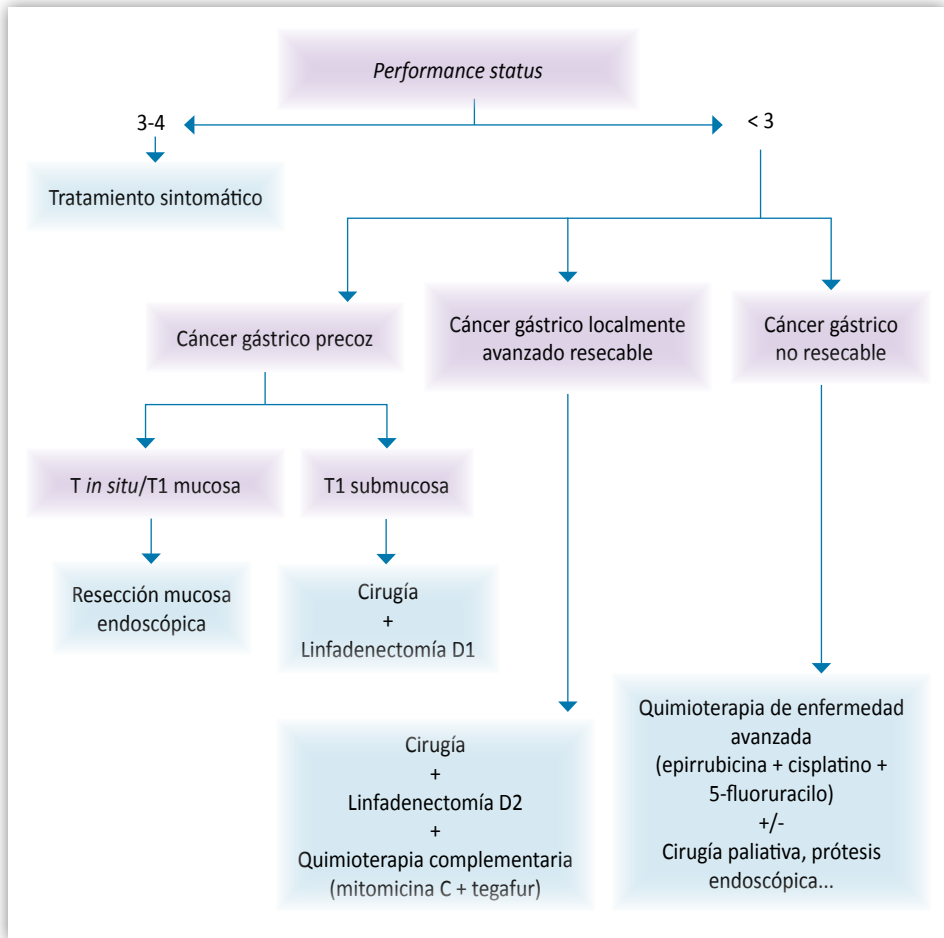 Performance status
3-4
< 3
Tratamiento sintomático
Cáncer gástrico precoz
Cáncer gástrico localmente
avanzado resecable
Cáncer gástrico
no resecable
T in situ/T1 mucosa
T1 submucosa
Resección mucosa
endoscópica
Cirugía
+
Linfadenectomía D1
Cirugía
+
Linfadenectomía D2
+
Quimioterapia complementaria
(mitomicina C + tegafur)
Quimioterapia de enfermedad
avanzada
(epirrubicina + cisplatino +
5-fluoruracilo)
+/-
Cirugía paliativa, prótesis
endoscópica...